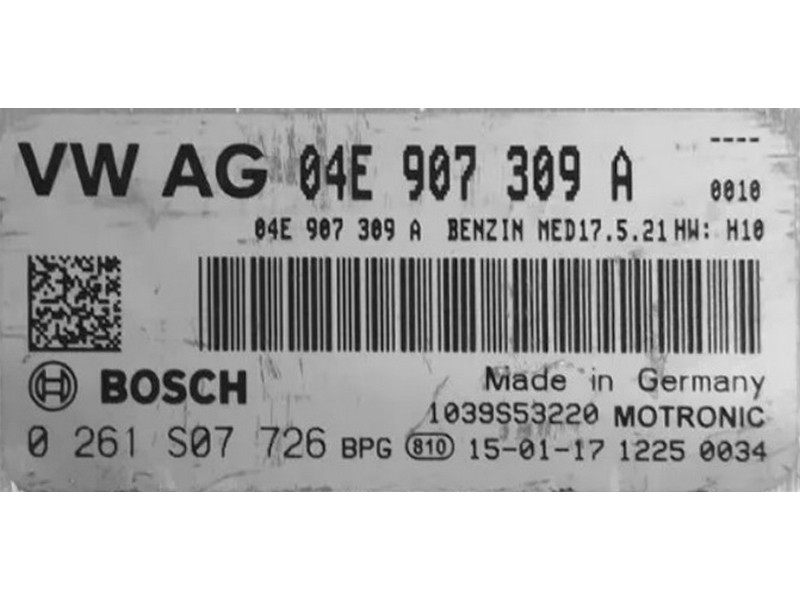 VW AG 04E 907 309 A
----
0010
04E 907 309 A BENZIN MED17.5.21 HW: H10
BOSCH
Made in Germany
1039S53220 MOTRONIC
0 261 S07 726 BPG 810 15-01-17 1225 0034